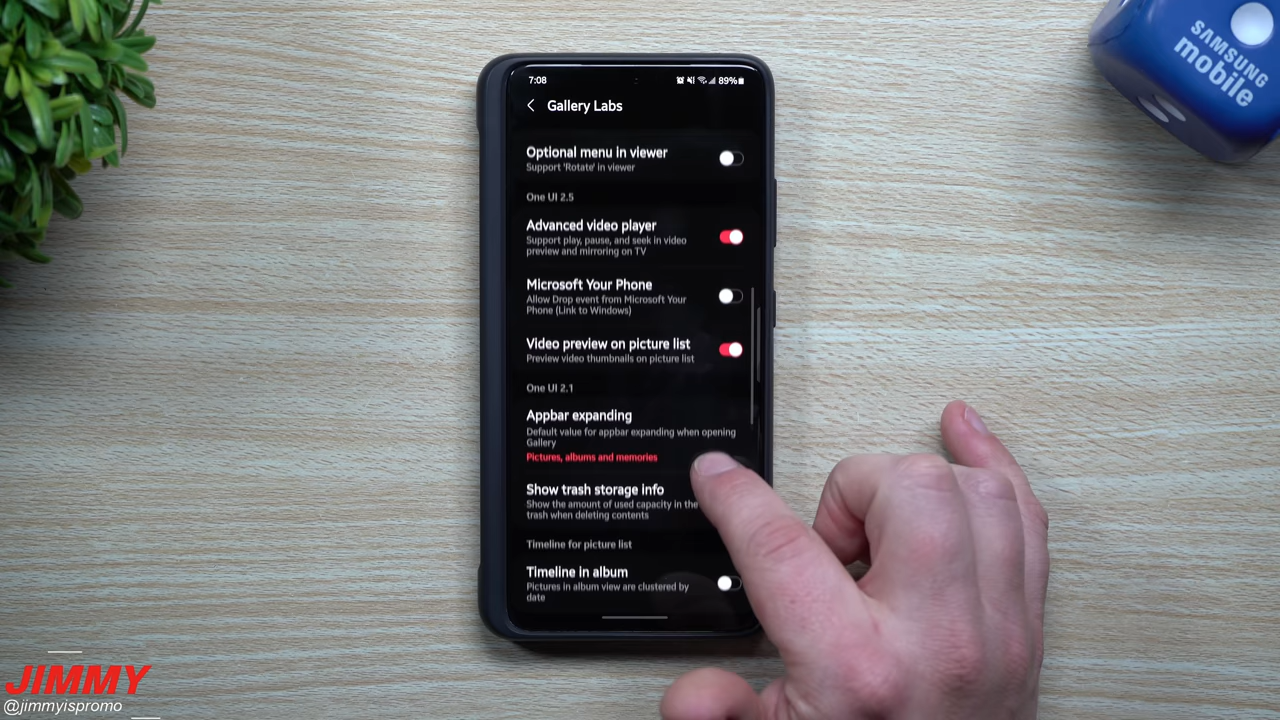 SAMSUNG
mobile
7:08
89%
Gallery Labs
Optional menu in viewer
Support 'Rotate' in viewer
One UI 2.5
Advanced video player
Support play, pause, and seek in video
preview and mirroring on TV
Microsoft Your Phone
Allow Drop event from Microsoft Your
Phone (Link to Windows)
Video preview on picture list
Preview video thumbnails on picture list
One UI 2.1
Appbar expanding
Default value for appbar expanding when opening
Gallery
Pictures, albums and memories
Show trash storage info
Show the amount of used capacity in the
trash when deleting contents
Timeline for picture list
Timeline in album
Pictures in album view are clustered by
date
JIMMY
@jimmyispromo